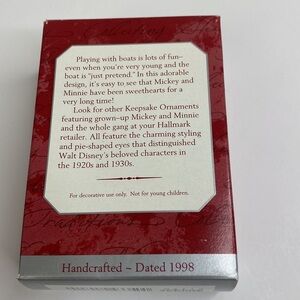 Playing with boats is lots of fun–
even when you're very young and the
boat is "just pretend." In this adorable
design, it's easy to see that Mickey and
Minnie have been sweethearts for a
very long time!
Look for other Keepsake Ornaments
featuring grown-up Mickey and Minnie
and the whole gang at your Hallmark
retailer. All feature the charming styling
and pie-shaped eyes that distinguished
Walt Disney's beloved characters in
the 1920s and 1930s.
For decorative use only. Not for young children.
Handcrafted ~ Dated 1998